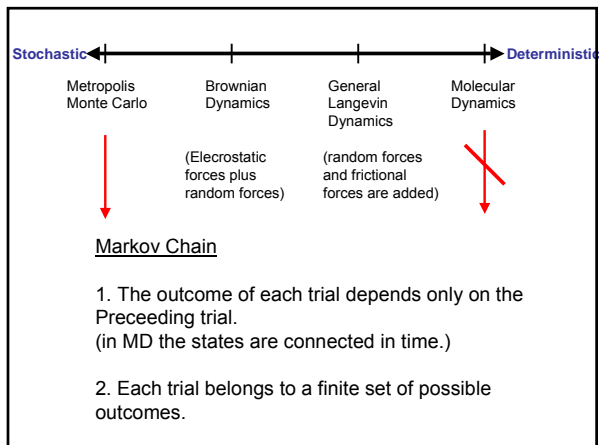 Stochastic
Deterministic
Metropolis
Monte Carlo
Brownian
Dynamics
General
Langevin
Dynamics
Molecular
Dynamics
(Elecrostatic
forces plus
random forces)
(random forces
and frictional
forces are added)
Markov Chain
1. The outcome of each trial depends only on the
Preceeding trial.
(in MD the states are connected in time.)
2. Each trial belongs to a finite set of possible
outcomes.